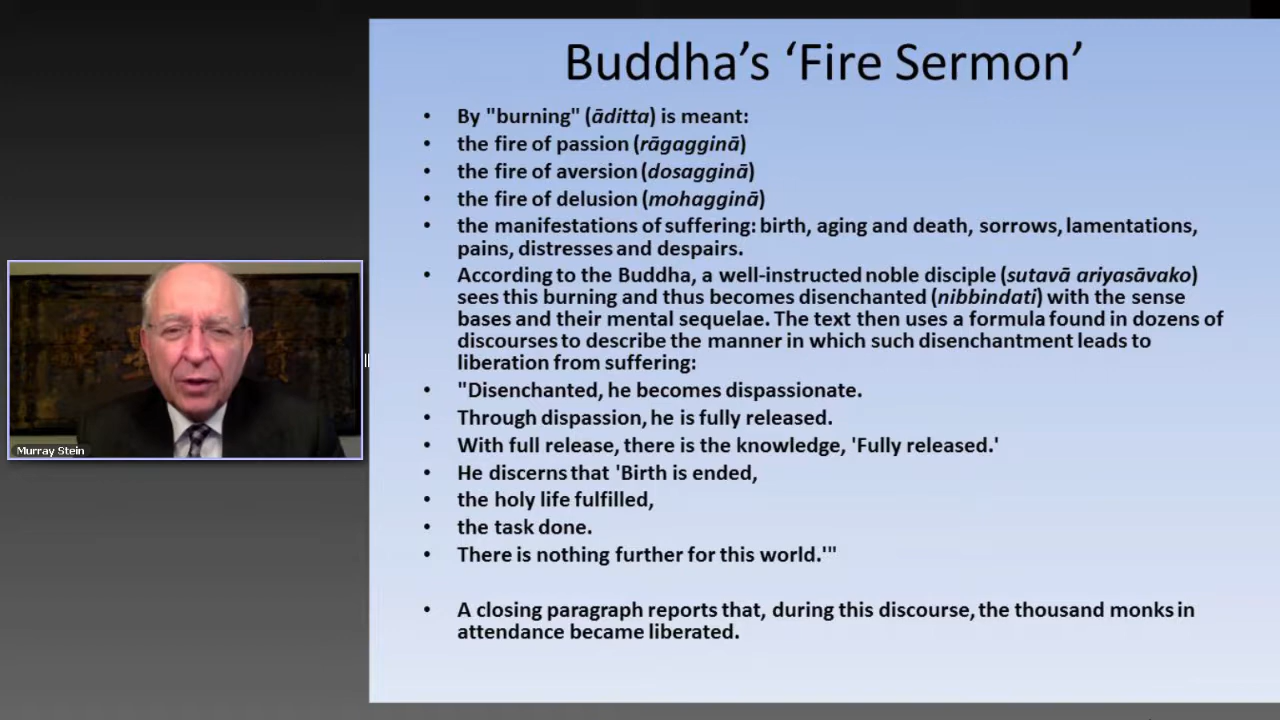 Buddha's 'Fire Sermon'
• By "burning" (āditta) is meant:
• the fire of passion (rāgagginā)
• the fire of aversion (dosagginā)
• the fire of delusion (mohagginā)
• the manifestations of suffering: birth, aging and death, sorrows, lamentations,
pains, distresses and despairs.
• According to the Buddha, a well-instructed noble disciple (sutavā ariyasāvako)
sees this burning and thus becomes disenchanted (nibbindati) with the sense
bases and their mental sequelae. The text then uses a formula found in dozens of
discourses to describe the manner in which such disenchantment leads to
liberation from suffering:
• "Disenchanted, he becomes dispassionate.
• Through dispassion, he is fully released.
• With full release, there is the knowledge, 'Fully released.'
• He discerns that 'Birth is ended,
• the holy life fulfilled,
• the task done.
• There is nothing further for this world.'"
• A closing paragraph reports that, during this discourse, the thousand monks in
attendance became liberated.
Murray Stein